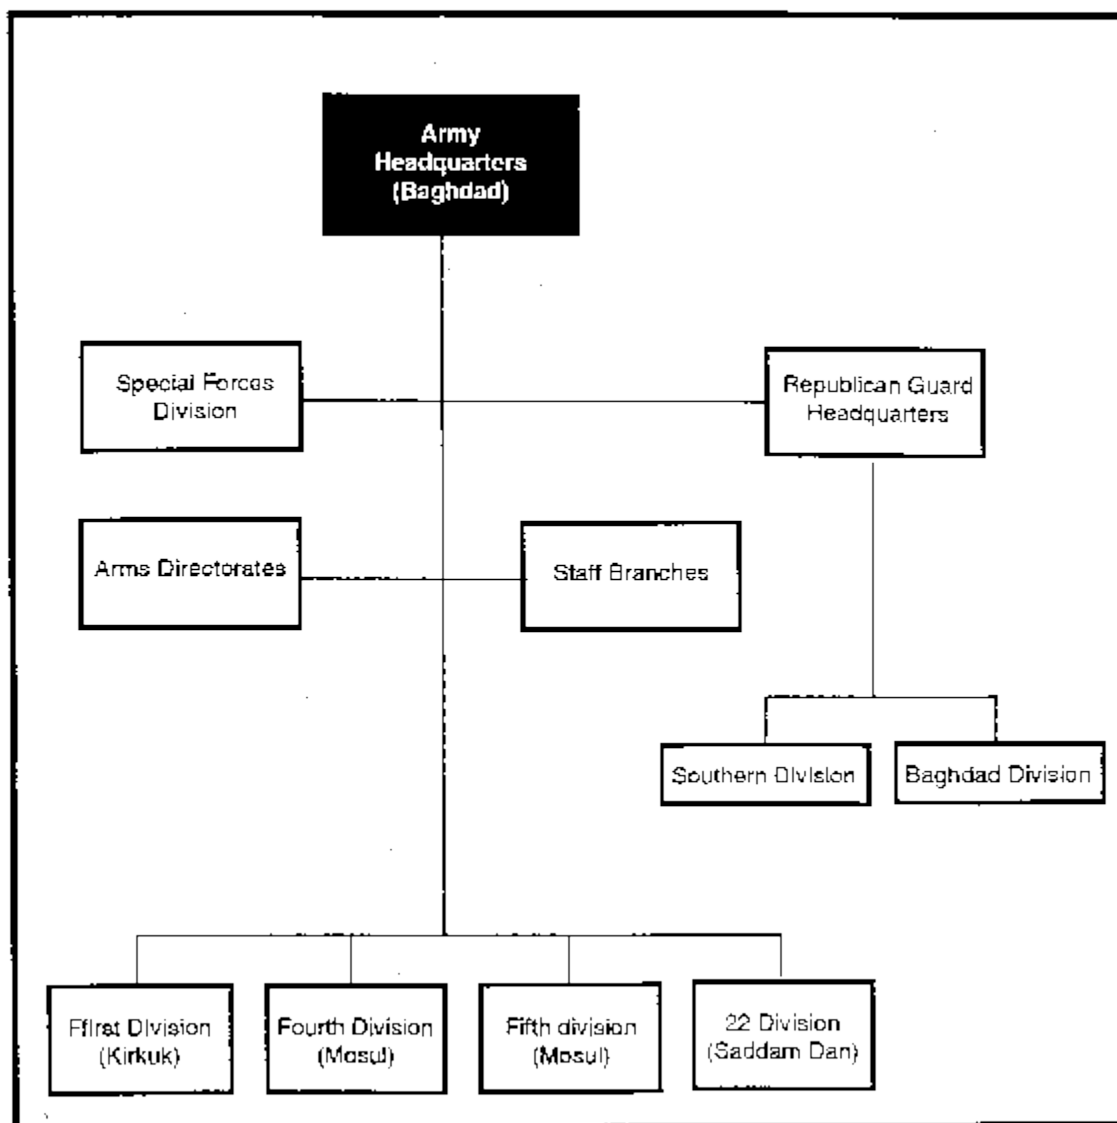 Army
Headquarters
(Baghdad)
Special Forces
Division
Republican Guard
Headquarters
Arms Directorates
Staff Branches
Southern Division
Baghdad Division
Ffirst Division
(Kirkuk)
Fourth Division
(Mosul)
Fifth division
(Mosul)
22 Division
(Saddam Dan)